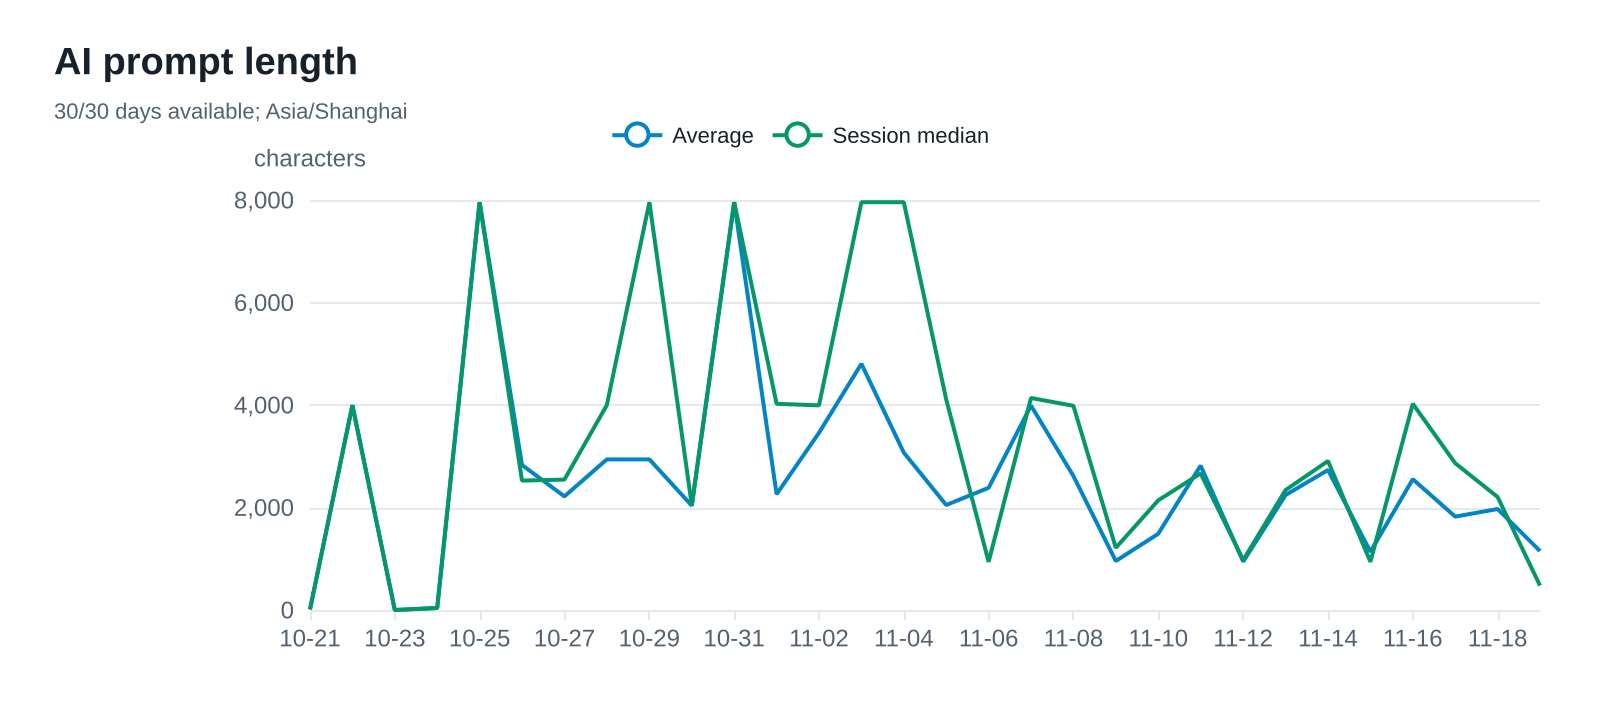 AI prompt length
30/30 days available; Asia/Shanghai
Average
Session median
characters
8,000
6,000
4,000
2,000
0
10-21 10-23 10-25 10-27 10-29 10-31 11-02 11-04 11-06 11-08 11-10 11-12 11-14 11-16 11-18